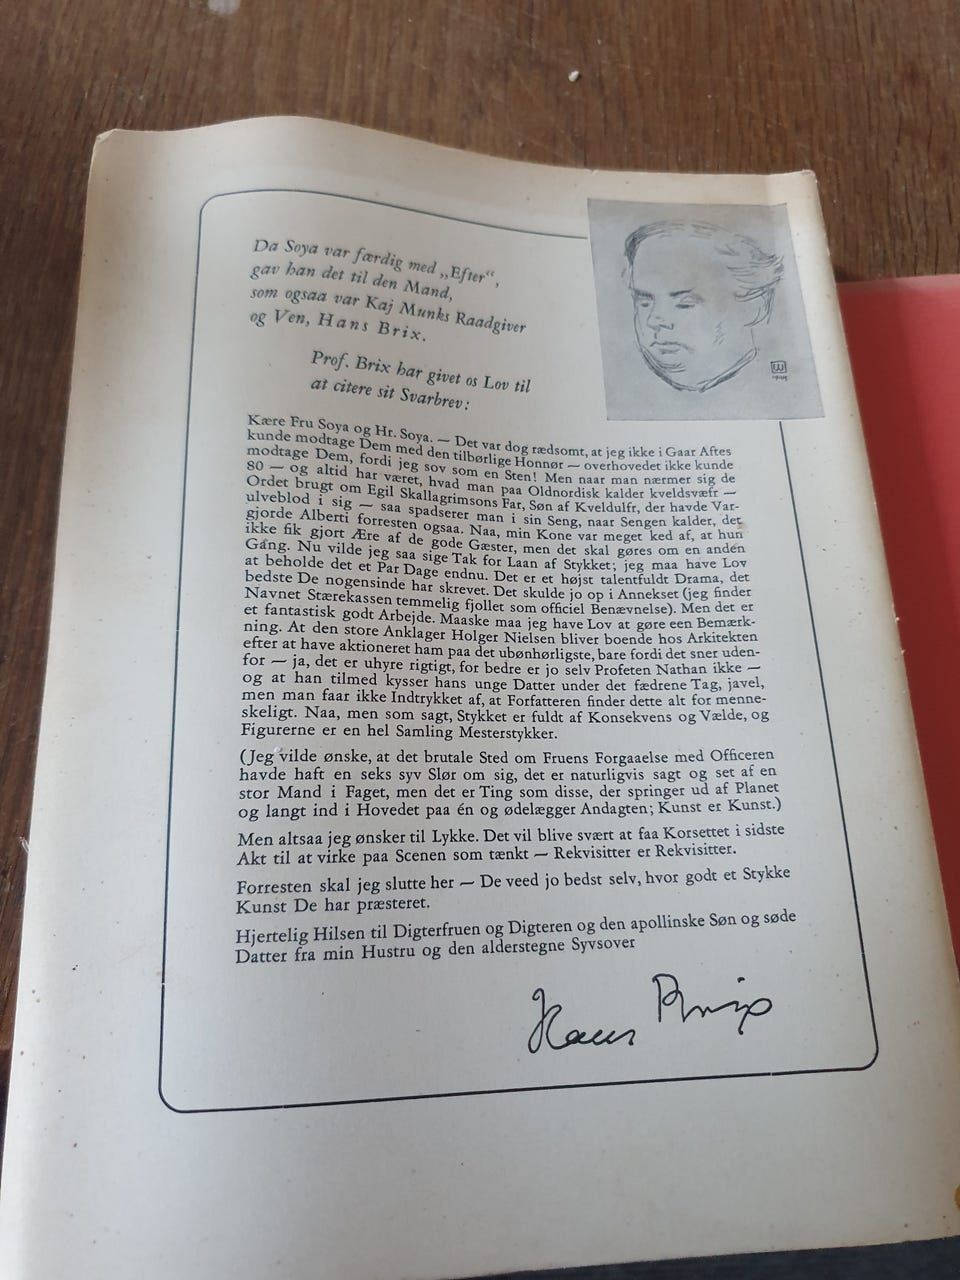 Da Soya var færdig med „Efter“,
gav han det til den Mand,
som ogsaa var Kaj Munks Raadgiver
og Ven, Hans Brix.
Prof. Brix har givet os Lov til
at citere sit Svarbrev:
Kære Fru Soya og Hr. Soya. — Det var dog rædsomt, at jeg ikke i Gaar Aftes
kunde modtage Dem med den tilbørlige Honnør — overhovedet ikke kunde
modtage Dem, fordi jeg sov som en Sten! Men naar man nærmer sig de
80 — og altid har været, hvad man paa Oldnordisk kalder kveldsvæfr —
Ordet brugt om Egil Skallagrimsons Far, Søn af Kveldulfr, der havde Var-
ulveblod i sig — saa spadserer man i sin Seng, naar Sengen kalder, det
gjorde Alberti forresten ogsaa. Naa, min Kone var meget ked af, at hun
ikke fik gjort Ære af de gode Gæster, men det skal gøres om en anden
Gang. Nu vilde jeg saa sige Tak for Laan af Stykket; jeg maa have Lov
at beholde det et Par Dage endnu. Det er et højst talentfuldt Drama, det
bedste De nogensinde har skrevet. Det skulde jo op i Annekset (jeg finder
Navnet Stærekassen temmelig fjollet som officiel Benævnelse). Men det er
et fantastisk godt Arbejde. Maaske maa jeg have Lov at gøre een Bemærk-
ning. At den store Anklager Holger Nielsen bliver boende hos Arkitekten
efter at have aktioneret ham paa det ubønhørligste, bare fordi det sner uden-
for — ja, det er uhyre rigtigt, for bedre er jo selv Profeten Nathan ikke —
og at han tilmed kysser hans unge Datter under det fædrene Tag, javel,
men man faar ikke Indtrykket af, at Forfatteren finder dette alt for menne-
skeligt. Naa, men som sagt, Stykket er fuldt af Konsekvens og Vælde, og
Figurerne er en hel Samling Mesterstykker.
(Jeg vilde ønske, at det brutale Sted om Fruens Forgaaelse med Officeren
havde haft en seks syv Slør om sig, det er naturligvis sagt og set af en
stor Mand i Faget, men det er Ting som disse, der springer ud af Planet
og langt ind i Hovedet paa én og ødelægger Andagten; Kunst er Kunst.)
Men altsaa jeg ønsker til Lykke. Det vil blive svært at faa Korsettet i sidste
Akt til at virke paa Scenen som tænkt — Rekvisitter er Rekvisitter.
Forresten skal jeg slutte her — De veed jo bedst selv, hvor godt et Stykke
Kunst De har præsteret.
Hjertelig Hilsen til Digterfruen og Digteren og den apollinske Søn og søde
Datter fra min Hustru og den alderstegne Syvsover
Hans Brix